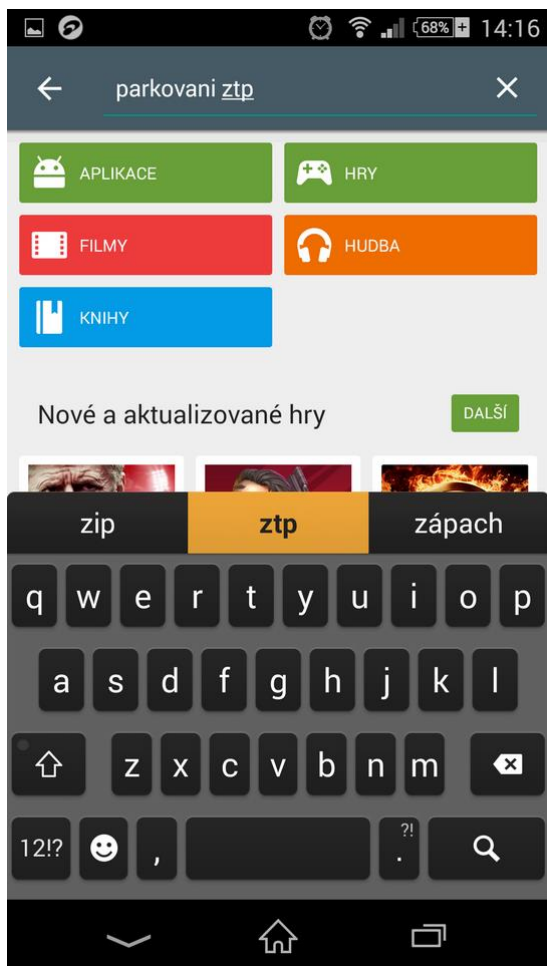 68% 14:16
parkovani ztp
APLIKACE HRY
FILMY HUDBA
KNIHY
Nové a aktualizované hry DALŠÍ
zip ztp zápach
q w e r t y u i o p
a s d f g h j k l
z x c v b n m
12!? , ?! .